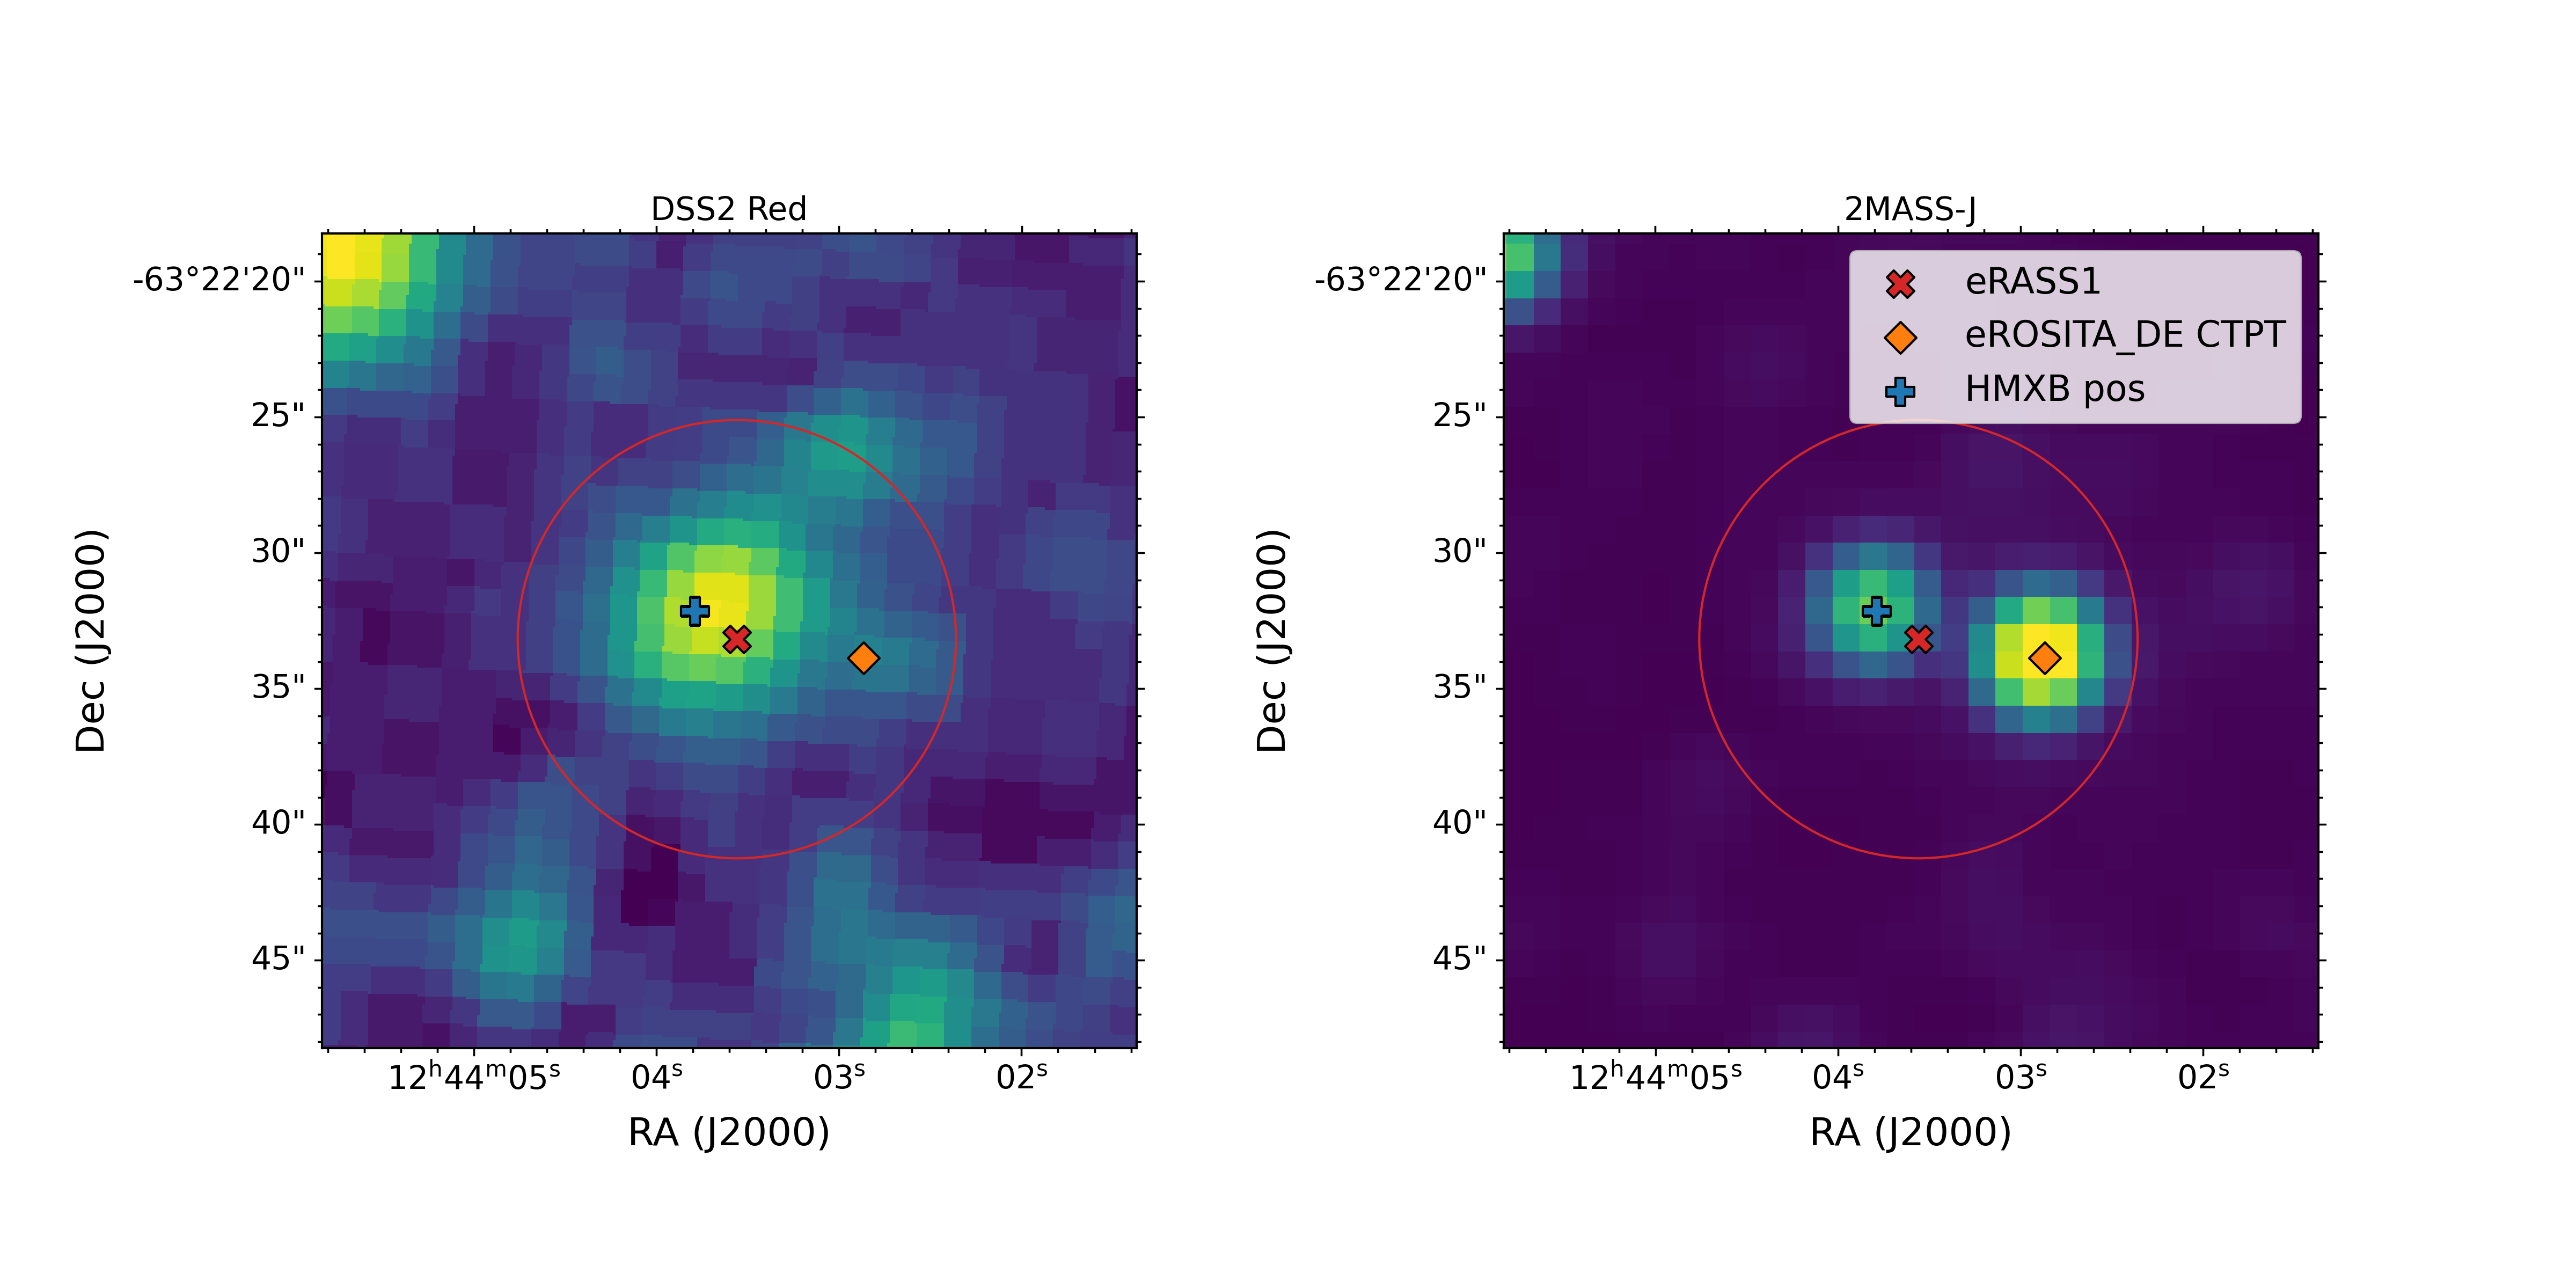 DSS2 Red
-63°22'20"
25"
30"
35"
40"
45"
Dec (J2000)
12ʰ44ᵐ05ˢ 04ˢ 03ˢ 02ˢ
RA (J2000)
2MASS-J
eRASS1
eROSITA_DE CTPT
HMXB pos
-63°22'20"
25"
30"
35"
40"
45"
Dec (J2000)
12ʰ44ᵐ05ˢ 04ˢ 03ˢ 02ˢ
RA (J2000)